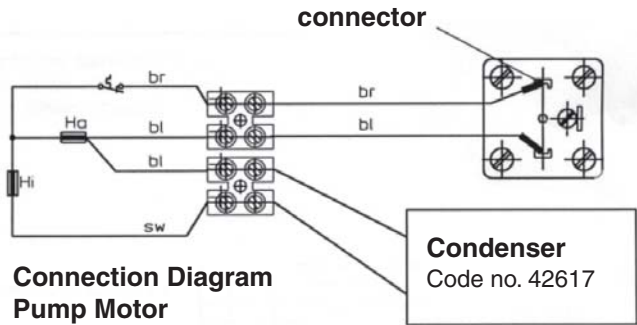 connector
br
br
Ha
bl
bl
bl
Hi
sw
Condenser
Code no. 42617
Connection Diagram
Pump Motor